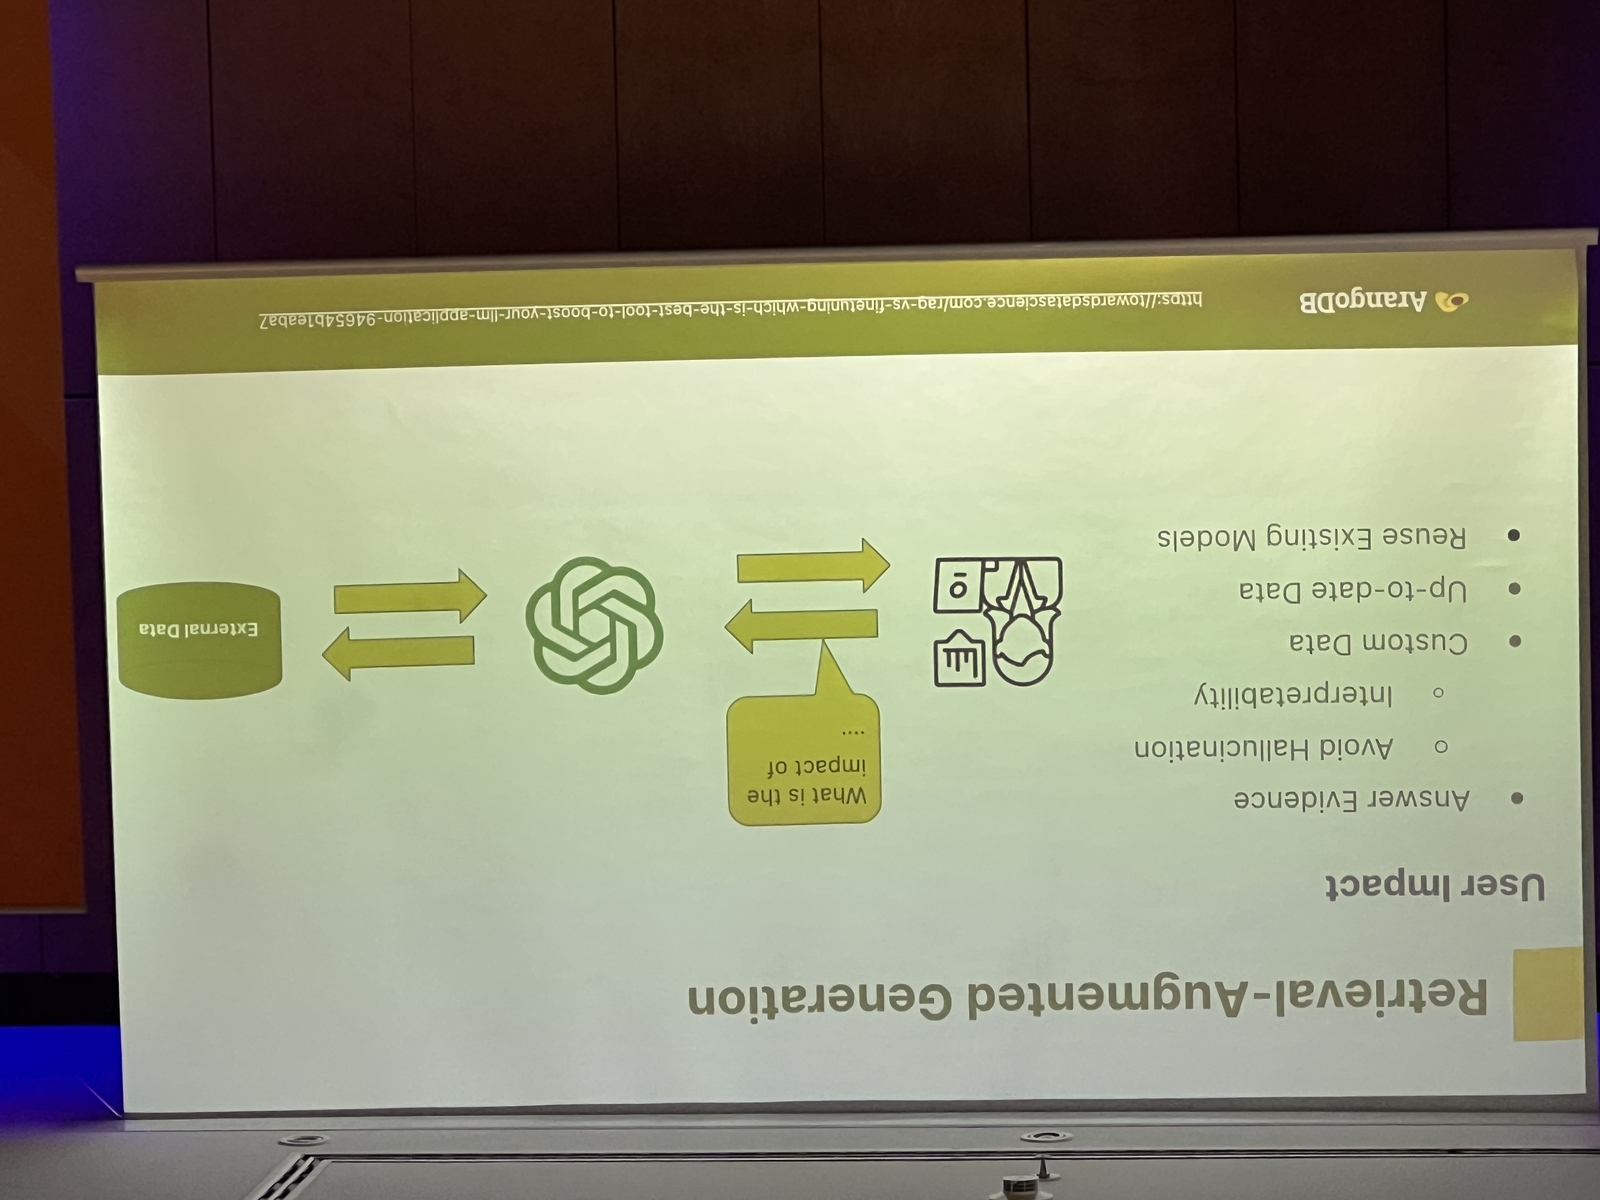 Retrieval-Augmented Generation
User Impact
● Answer Evidence
○ Avoid Hallucination
○ Interpretability
● Custom Data
● Up-to-date Data
● Reuse Existing Models
What is the
impact of
....
External Data
ArangoDB
https://towardsdatascience.com/rag-vs-finetuning-which-is-the-best-tool-to-boost-your-llm-application-94654b1eaba7